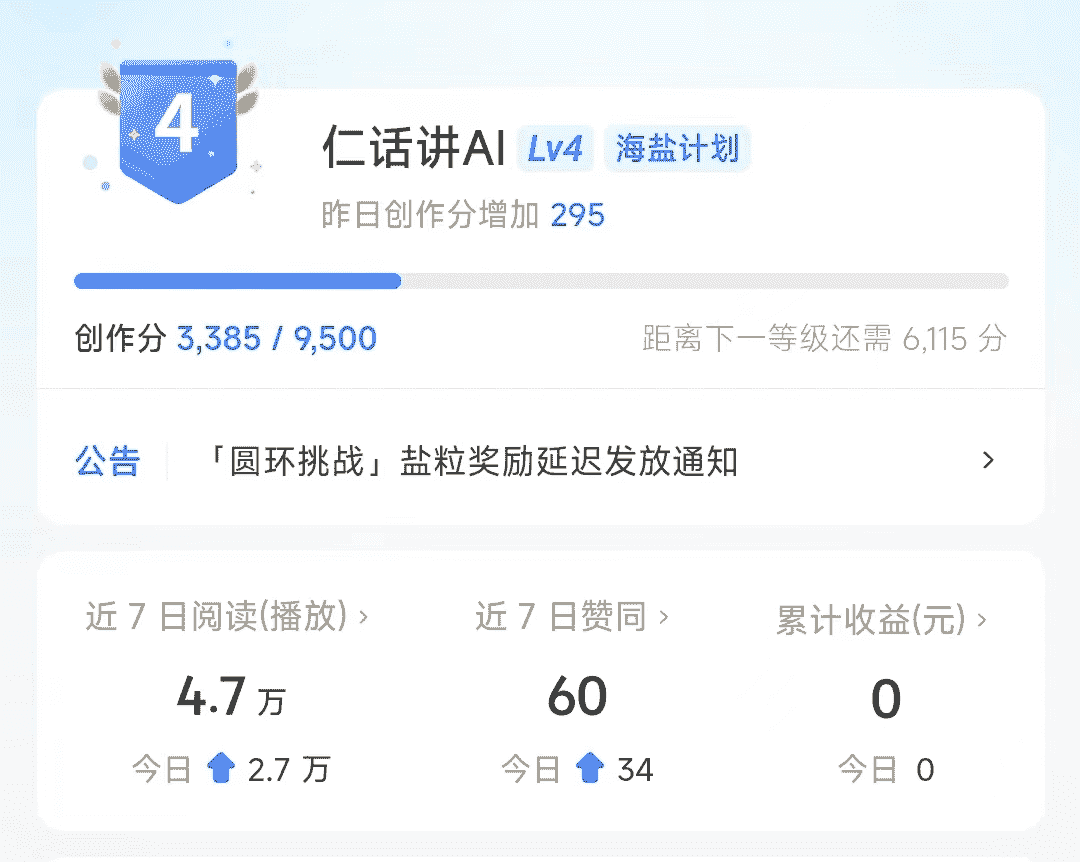 4
仁话讲AI Lv4 海盐计划
昨日创作分增加 295
创作分 3,385 / 9,500 距离下一等级还需 6,115 分
公告 「圆环挑战」盐粒奖励延迟发放通知
近 7 日阅读(播放) 近 7 日赞同 累计收益(元)
4.7 万 60 0
今日 2.7 万 今日 34 今日 0